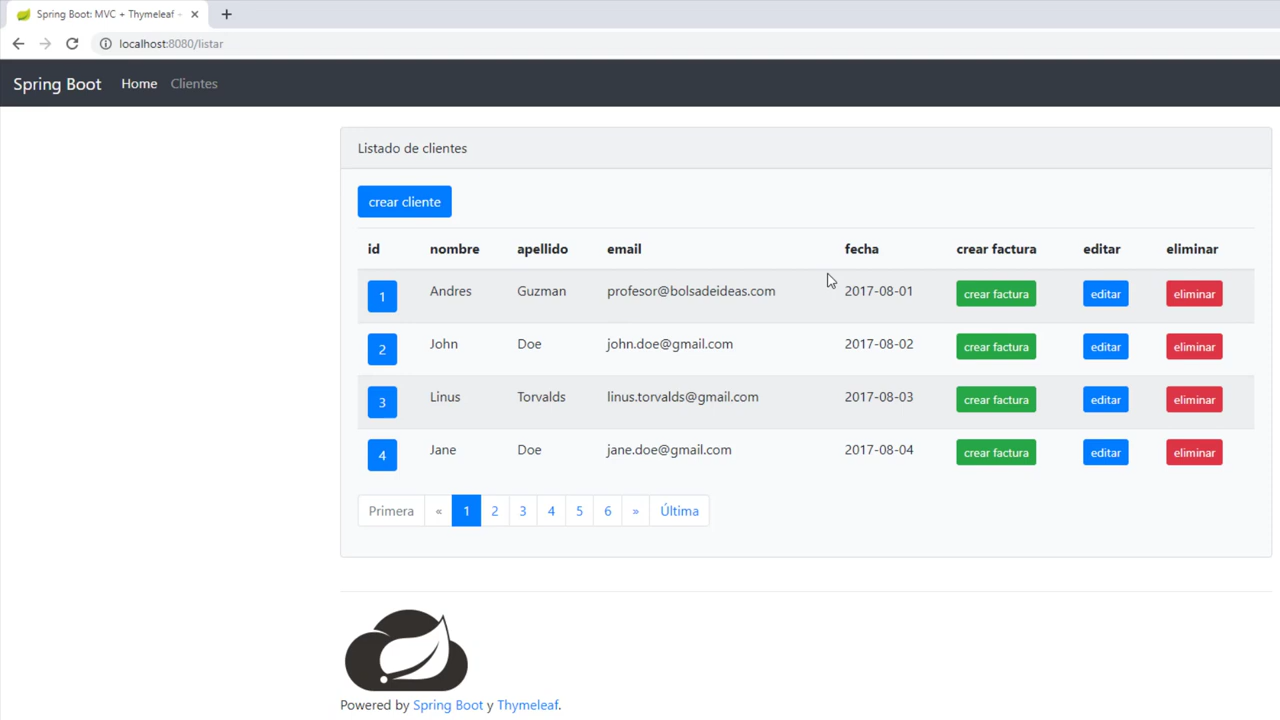 Spring Boot: MVC + Thymeleaf -
localhost:8080/listar
Spring Boot Home Clientes
Listado de clientes
crear cliente
id nombre apellido email fecha crear factura editar eliminar
1 Andres Guzman profesor@bolsadeideas.com 2017-08-01 crear factura editar eliminar
2 John Doe john.doe@gmail.com 2017-08-02 crear factura editar eliminar
3 Linus Torvalds linus.torvalds@gmail.com 2017-08-03 crear factura editar eliminar
4 Jane Doe jane.doe@gmail.com 2017-08-04 crear factura editar eliminar
Primera « 1 2 3 4 5 6 » Última
Powered by Spring Boot y Thymeleaf.